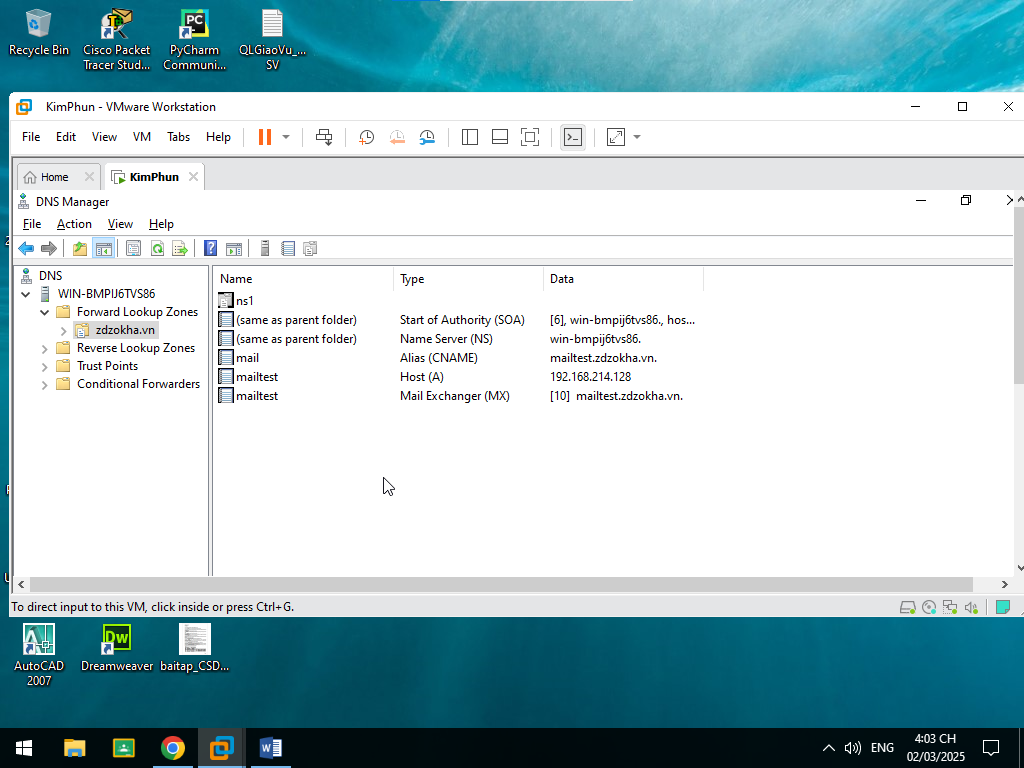 Recycle Bin
Cisco Packet
Tracer Stud...
PyCharm
Communi...
QLGiaoVu_...
SV
KimPhun - VMware Workstation
File Edit View VM Tabs Help
Home
KimPhun
DNS Manager
File Action View Help
DNS
WIN-BMPIJ6TVS86
Forward Lookup Zones
zdzokha.vn
Reverse Lookup Zones
Trust Points
Conditional Forwarders
Name Type Data
ns1
(same as parent folder) Start of Authority (SOA) [6], win-bmpij6tvs86., hos...
(same as parent folder) Name Server (NS) win-bmpij6tvs86.
mail Alias (CNAME) mailtest.zdzokha.vn.
mailtest Host (A) 192.168.214.128
mailtest Mail Exchanger (MX) [10] mailtest.zdzokha.vn.
To direct input to this VM, click inside or press Ctrl+G.
AutoCAD
2007
Dreamweaver
baitap_CSD...
ENG
4:03 CH
02/03/2025